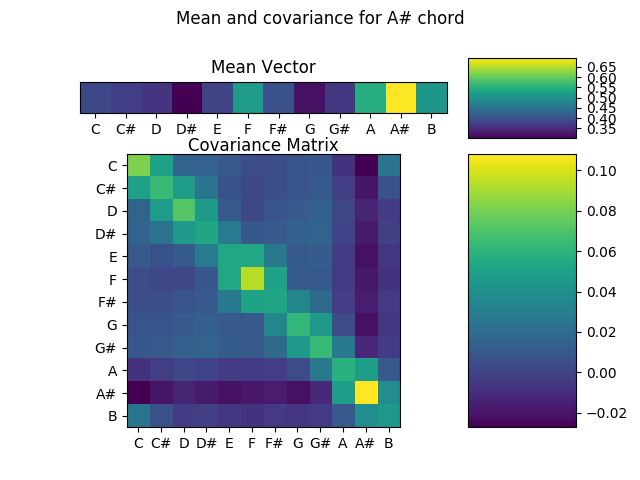 Mean and covariance for A# chord
Mean Vector
C C# D D# E F F# G G# A A# B
0.65
0.60
0.55
0.50
0.45
0.40
0.35
Covariance Matrix
C
C#
D
D#
E
F
F#
G
G#
A
A#
B
C C# D D# E F F# G G# A A# B
0.10
0.08
0.06
0.04
0.02
0.00
−0.02